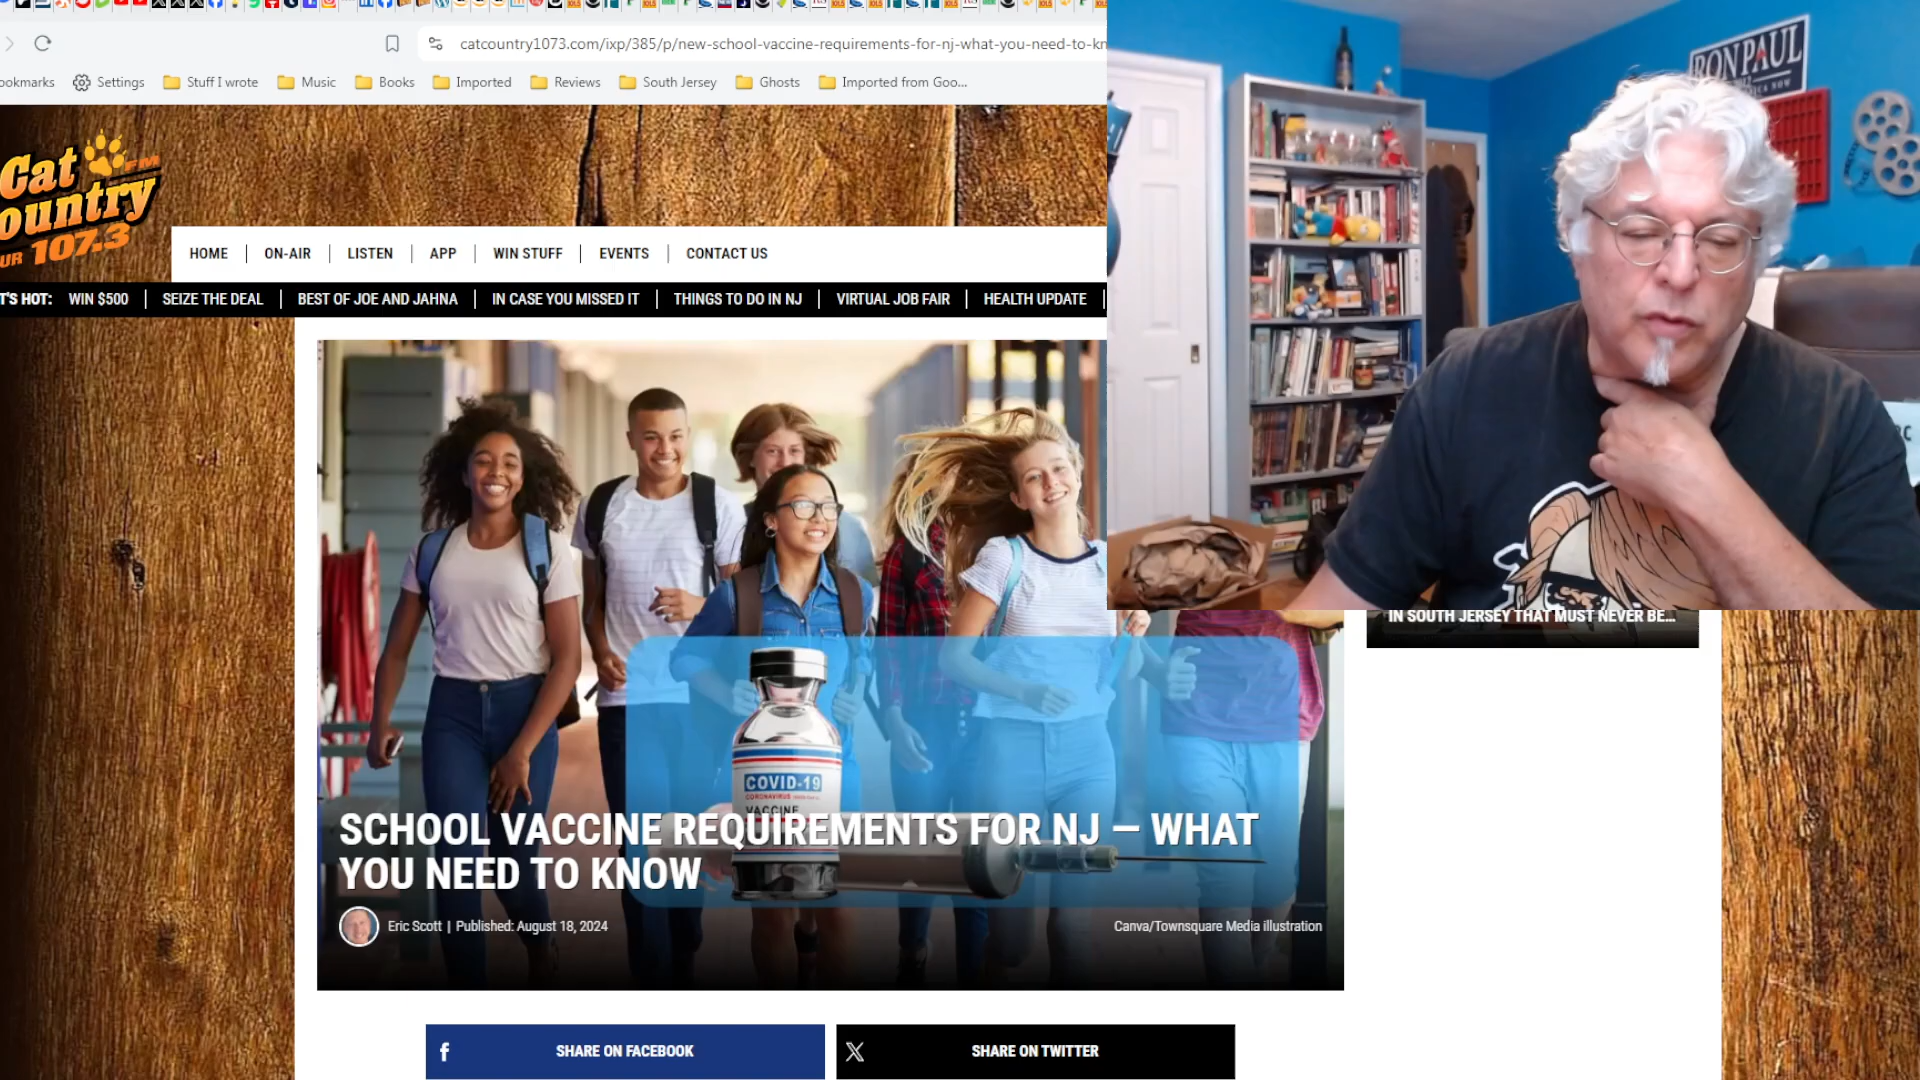 catcountry1073.com/ixp/385/p/new-school-vaccine-requirements-for-nj-what-you-need-to-kn
ookmarks
Settings
Stuff I wrote
Music
Books
Imported
Reviews
South Jersey
Ghosts
Imported from Goo...
RON PAUL
Cat
FM
ountry
UR 107.3
HOME
ON-AIR
LISTEN
APP
WIN STUFF
EVENTS
CONTACT US
T'S HOT:
WIN $500
SEIZE THE DEAL
BEST OF JOE AND JAHNA
IN CASE YOU MISSED IT
THINGS TO DO IN NJ
VIRTUAL JOB FAIR
HEALTH UPDATE
IN SOUTH JERSEY THAT MUST NEVER BE...
COVID-19
CORONAVIRUS
VACCINE
SCHOOL VACCINE REQUIREMENTS FOR NJ — WHAT
YOU NEED TO KNOW
Eric Scott | Published: August 18, 2024
Canva/Townsquare Media illustration
SHARE ON FACEBOOK
SHARE ON TWITTER